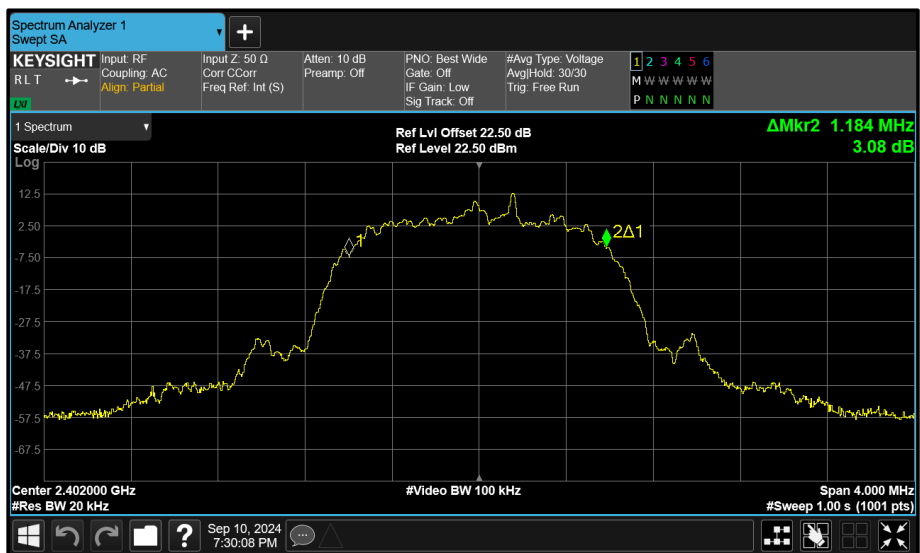 Spectrum Analyzer 1
Swept SA
+
KEYSIGHT
R L T
LXI
Input: RF
Coupling: AC
Align: Partial
Input Z: 50 Ω
Corr CCorr
Freq Ref: Int (S)
Atten: 10 dB
Preamp: Off
PNO: Best Wide
Gate: Off
IF Gain: Low
Sig Track: Off
#Avg Type: Voltage
Avg|Hold: 30/30
Trig: Free Run
1 2 3 4 5 6
M W W W W W
P N N N N N
1 Spectrum
Scale/Div 10 dB
Ref Lvl Offset 22.50 dB
Ref Level 22.50 dBm
ΔMkr2 1.184 MHz
3.08 dB
Log
12.5
2.50
-7.50
-17.5
-27.5
-37.5
-47.5
-57.5
-67.5
1
2Δ1
Center 2.402000 GHz
#Res BW 20 kHz
#Video BW 100 kHz
Span 4.000 MHz
#Sweep 1.00 s (1001 pts)
?
Sep 10, 2024
7:30:08 PM